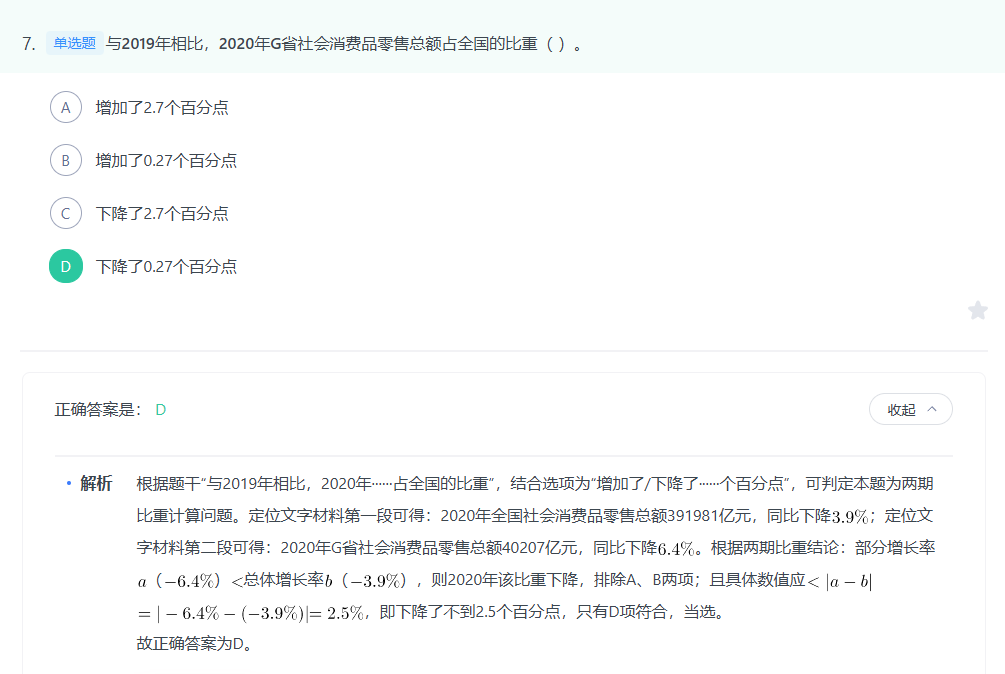 7. 单选题 与2019年相比，2020年G省社会消费品零售总额占全国的比重（ ）。
A 增加了2.7个百分点
B 增加了0.27个百分点
C 下降了2.7个百分点
D 下降了0.27个百分点
正确答案是： D
收起
• 解析 根据题干“与2019年相比，2020年······占全国的比重”，结合选项为“增加了/下降了······个百分点”，可判定本题为两期
比重计算问题。定位文字材料第一段可得：2020年全国社会消费品零售总额391981亿元，同比下降3.9%；定位文
字材料第二段可得：2020年G省社会消费品零售总额40207亿元，同比下降6.4%。根据两期比重结论：部分增长率
a（−6.4%）<总体增长率b（−3.9%），则2020年该比重下降，排除A、B两项；且具体数值应< |a − b|
= | − 6.4% − (−3.9%)|= 2.5%，即下降了不到2.5个百分点，只有D项符合，当选。
故正确答案为D。